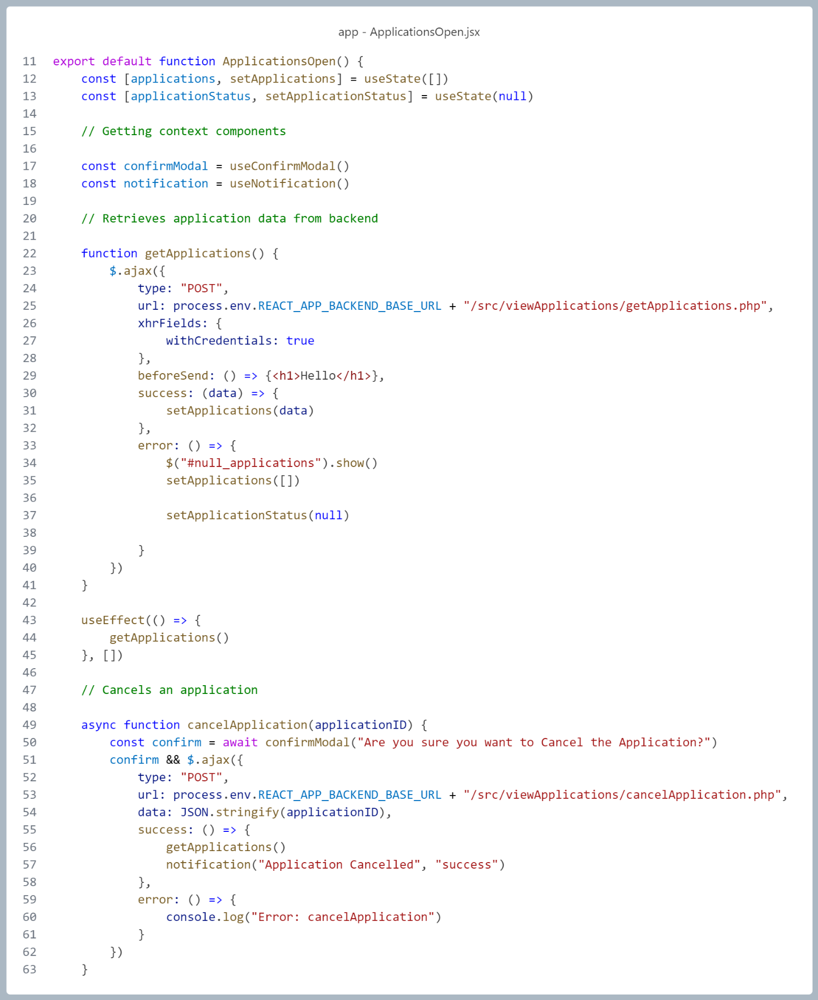 app - ApplicationsOpen.jsx
11 export default function ApplicationsOpen() {
12     const [applications, setApplications] = useState([])
13     const [applicationStatus, setApplicationStatus] = useState(null)
14
15     // Getting context components
16
17     const confirmModal = useConfirmModal()
18     const notification = useNotification()
19
20     // Retrieves application data from backend
21
22     function getApplications() {
23         $.ajax({
24             type: "POST",
25             url: process.env.REACT_APP_BACKEND_BASE_URL + "/src/viewApplications/getApplications.php",
26             xhrFields: {
27                 withCredentials: true
28             },
29             beforeSend: () => {<h1>Hello</h1>},
30             success: (data) => {
31                 setApplications(data)
32             },
33             error: () => {
34                 $("#null_applications").show()
35                 setApplications([])
36
37                 setApplicationStatus(null)
38
39             }
40         })
41     }
42
43     useEffect(() => {
44         getApplications()
45     }, [])
46
47     // Cancels an application
48
49     async function cancelApplication(applicationID) {
50         const confirm = await confirmModal("Are you sure you want to Cancel the Application?")
51         confirm && $.ajax({
52             type: "POST",
53             url: process.env.REACT_APP_BACKEND_BASE_URL + "/src/viewApplications/cancelApplication.php",
54             data: JSON.stringify(applicationID),
55             success: () => {
56                 getApplications()
57                 notification("Application Cancelled", "success")
58             },
59             error: () => {
60                 console.log("Error: cancelApplication")
61             }
62         })
63     }